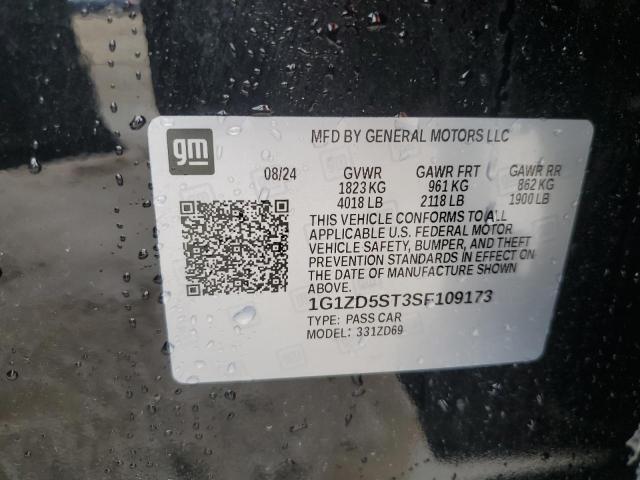 gm
MFD BY GENERAL MOTORS LLC
08/24 GVWR GAWR FRT GAWR RR
1823 KG 961 KG 862 KG
4018 LB 2118 LB 1900 LB
THIS VEHICLE CONFORMS TO ALL
APPLICABLE U.S. FEDERAL MOTOR
VEHICLE SAFETY, BUMPER, AND THEFT
PREVENTION STANDARDS IN EFFECT ON
THE DATE OF MANUFACTURE SHOWN
ABOVE.
1G1ZD5ST3SF109173
TYPE: PASS CAR
MODEL: 331ZD69